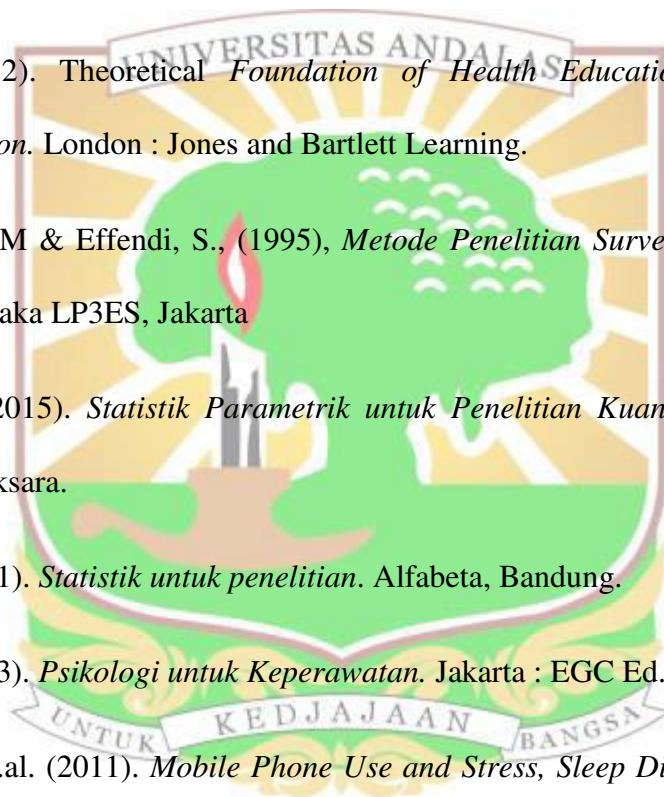 UNIVERSITAS ANDALAS
2). Theoretical Foundation of Health Educatio
on. London : Jones and Bartlett Learning.
M & Effendi, S., (1995), Metode Penelitian Surve
aka LP3ES, Jakarta
2015). Statistik Parametrik untuk Penelitian Kuan
ksara.
1). Statistik untuk penelitian. Alfabeta, Bandung.
3). Psikologi untuk Keperawatan. Jakarta : EGC Ed.
UNTUK KEDJAJAAN BANGSA
.al. (2011). Mobile Phone Use and Stress, Sleep Di